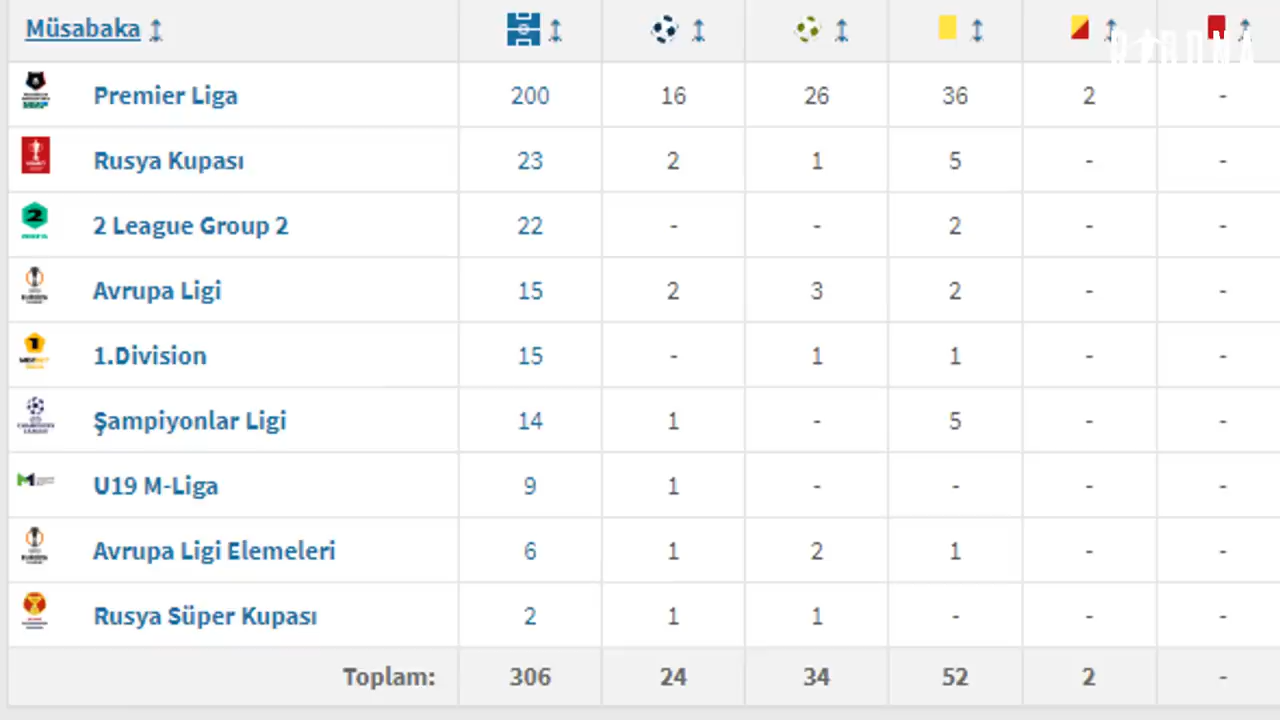 Müsabaka
Premier Liga 200 16 26 36 2 -
Rusya Kupası 23 2 1 5 - -
2 League Group 2 22 - - 2 - -
Avrupa Ligi 15 2 3 2 - -
1.Division 15 - 1 1 - -
Şampiyonlar Ligi 14 1 - 5 - -
U19 M-Liga 9 1 - - - -
Avrupa Ligi Elemeleri 6 1 2 1 - -
Rusya Süper Kupası 2 1 1 - - -
Toplam: 306 24 34 52 2 -